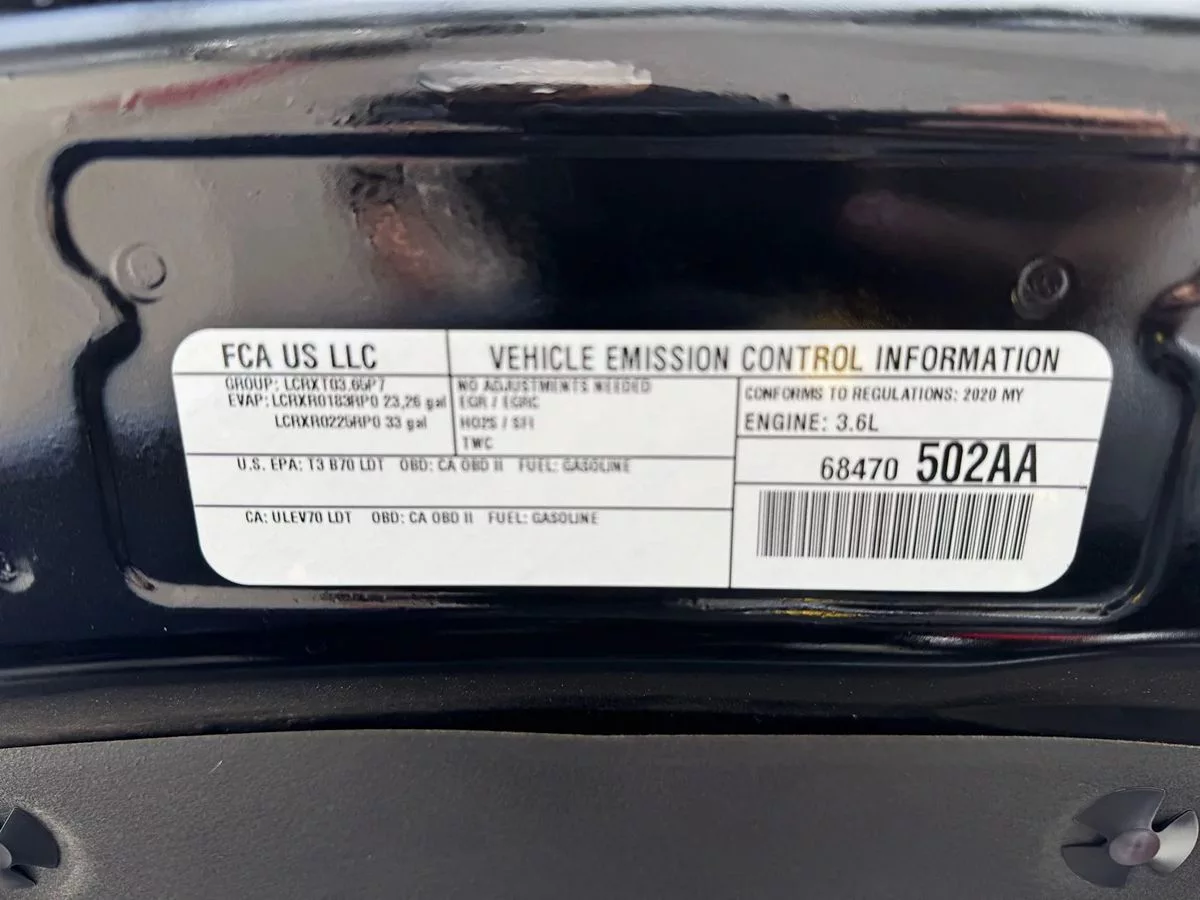 FCA US LLC
VEHICLE EMISSION CONTROL INFORMATION
GROUP: LCRXT03.65P7
EVAP: LCRXR0183RP0 23,26 gal
LCRXR0225RP0 33 gal
NO ADJUSTMENTS NEEDED
EGR / EGRC
HO2S / SFI
TWC
CONFORMS TO REGULATIONS: 2020 MY
ENGINE: 3.6L
68470 502AA
U.S. EPA: T3 B70 LDT OBD: CA OBD II FUEL: GASOLINE
CA: ULEV70 LDT OBD: CA OBD II FUEL: GASOLINE